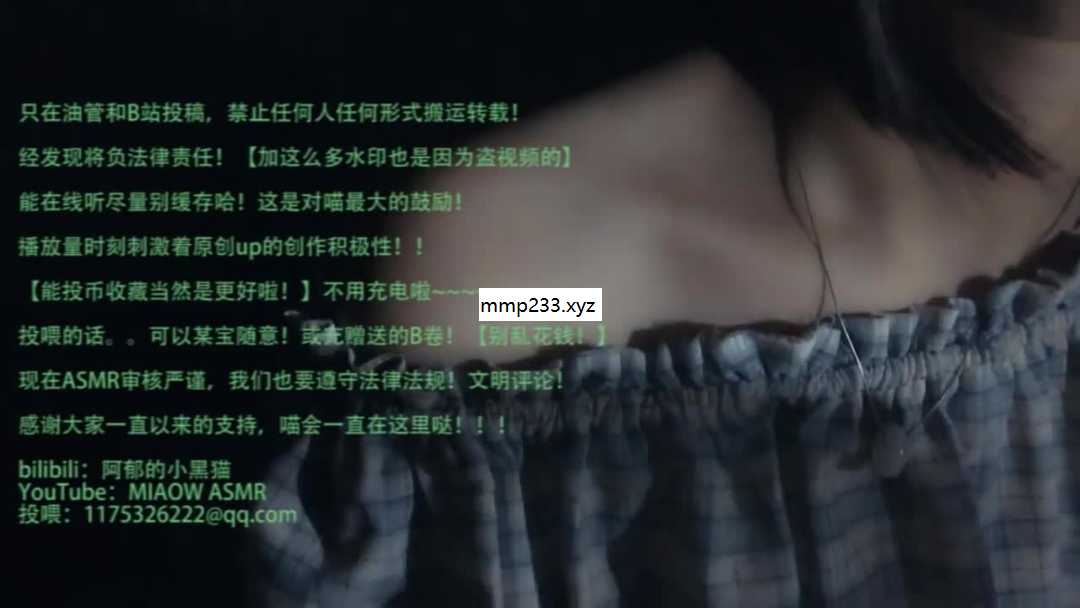 只在油管和B站投稿，禁止任何人任何形式搬运转载！
经发现将负法律责任！【加这么多水印也是因为盗视频的】
能在线听尽量别缓存哈！这是对喵最大的鼓励！
播放量时刻刺激着原创up的创作积极性！！
【能投币收藏当然是更好啦！】不用充电啦~~~
mmp233.xyz
投喂的话。。可以某宝随意！或充赠送的B卷！【别乱花钱！】
现在ASMR审核严谨，我们也要遵守法律法规！文明评论！
感谢大家一直以来的支持，喵会一直在这里哒！！！
bilibili：阿郁的小黑猫
YouTube：MIAOW ASMR
投喂：1175326222@qq.com